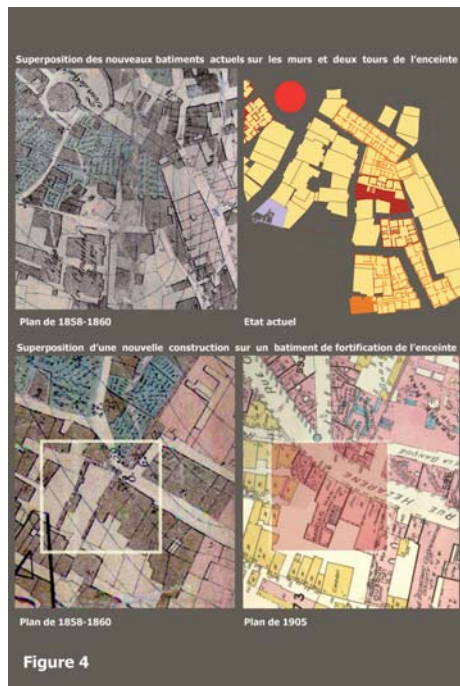 Superposition des nouveaux batiments actuels sur les murs et deux tours de l'enceinte
Plan de 1858-1860
Etat actuel
Superposition d'une nouvelle construction sur un batiment de fortification de l'enceinte
RUE
RUE
LA BANQUE
Plan de 1858-1860
Plan de 1905
Figure 4